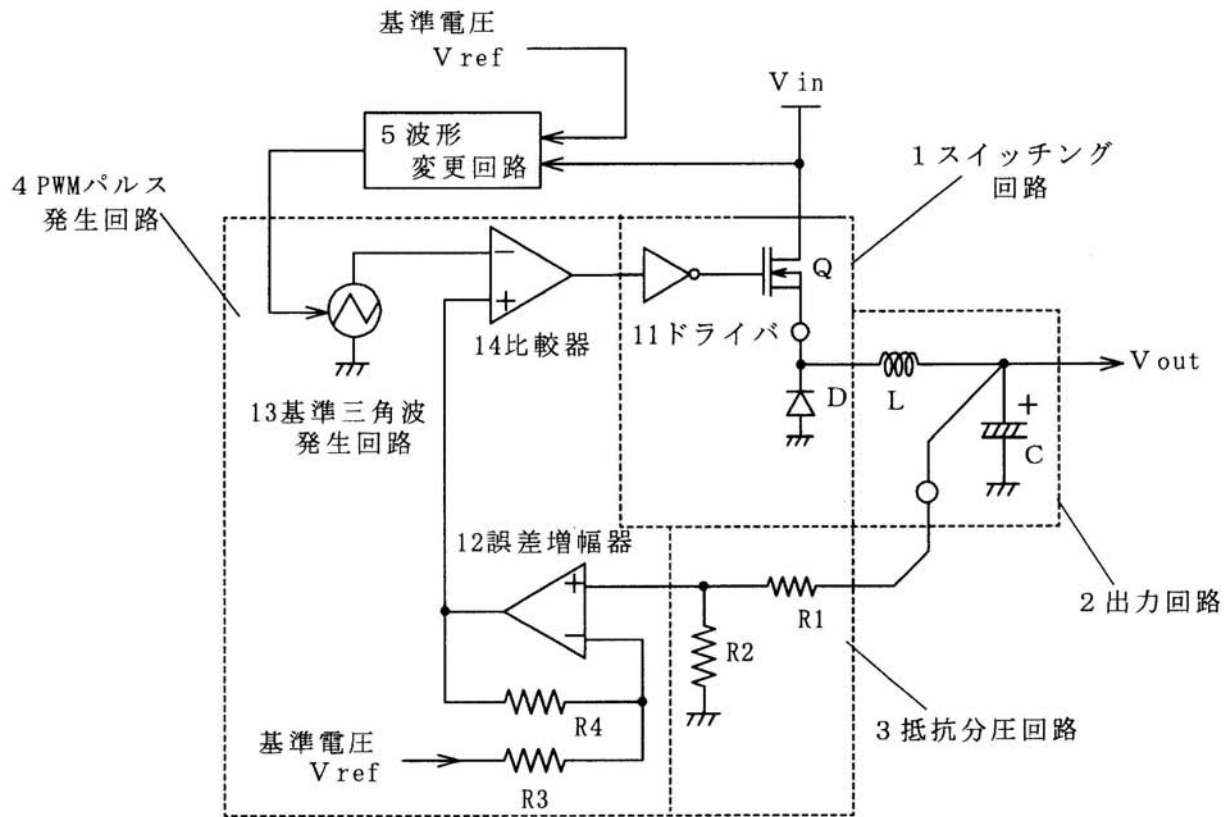 基準電圧
Vref
Vin
5波形
変更回路
1スイッチング
回路
4PWMパルス
発生回路
−
+
Q
14比較器
11ドライバ
Vout
D
L
+
C
13基準三角波
発生回路
12誤差増幅器
+
−
R1
R2
2出力回路
R4
3抵抗分圧回路
基準電圧
Vref
R3